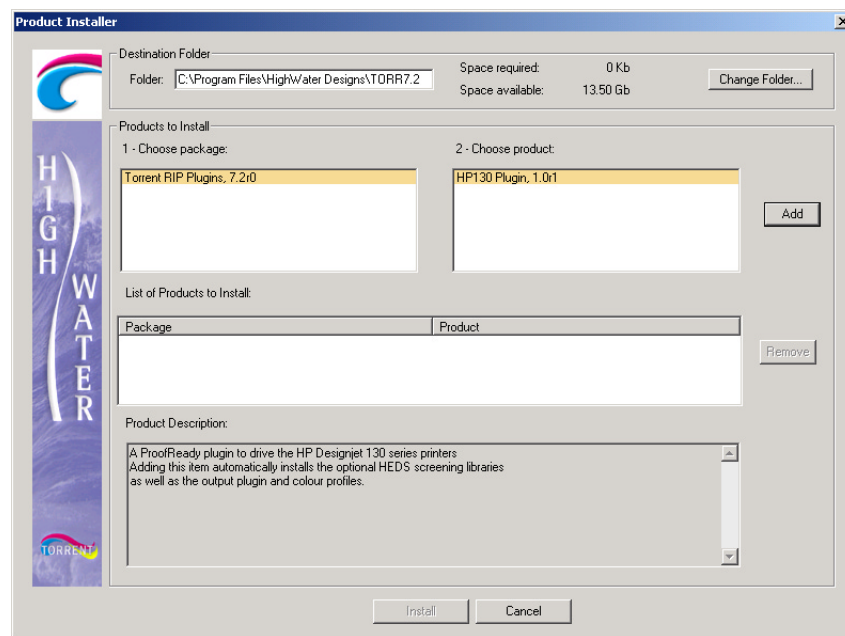 Product Installer
Destination Folder
Folder: C:\Program Files\HighWater Designs\TORR7.2
Space required: 0 Kb
Space available: 13.50 Gb
Change Folder...
Products to Install
1 - Choose package:
2 - Choose product:
Torrent RIP Plugins, 7.2r0
HP130 Plugin, 1.0r1
Add
List of Products to Install:
Package Product
Remove
Product Description:
A ProofReady plugin to drive the HP Designjet 130 series printers
Adding this item automatically installs the optional HEDS screening libraries
as well as the output plugin and colour profiles.
Install
Cancel
HIGH
WATER
TORRENT